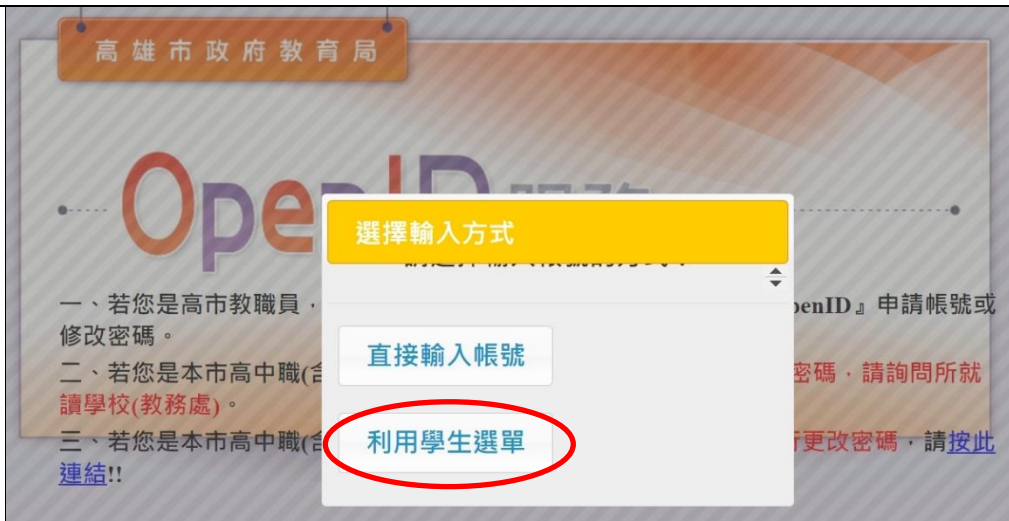 高雄市政府教育局
OpenID
選擇輸入方式
一、若您是高市教職員，
penID』申請帳號或
修改密碼。
直接輸入帳號
二、若您是本市高中職(含
密碼，請詢問所就
讀學校(教務處)。
利用學生選單
三、若您是本市高中職(含
行更改密碼，請按此
連結!!